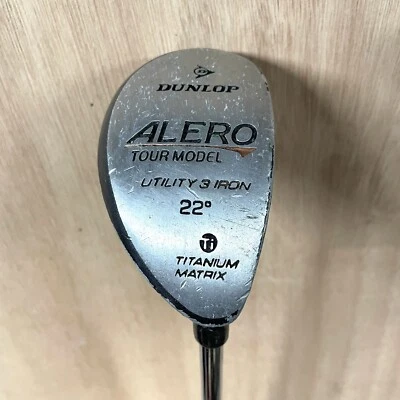 DUNLOP
ALERO
TOUR MODEL
UTILITY 3 IRON
22°
Ti
TITANIUM
MATRIX